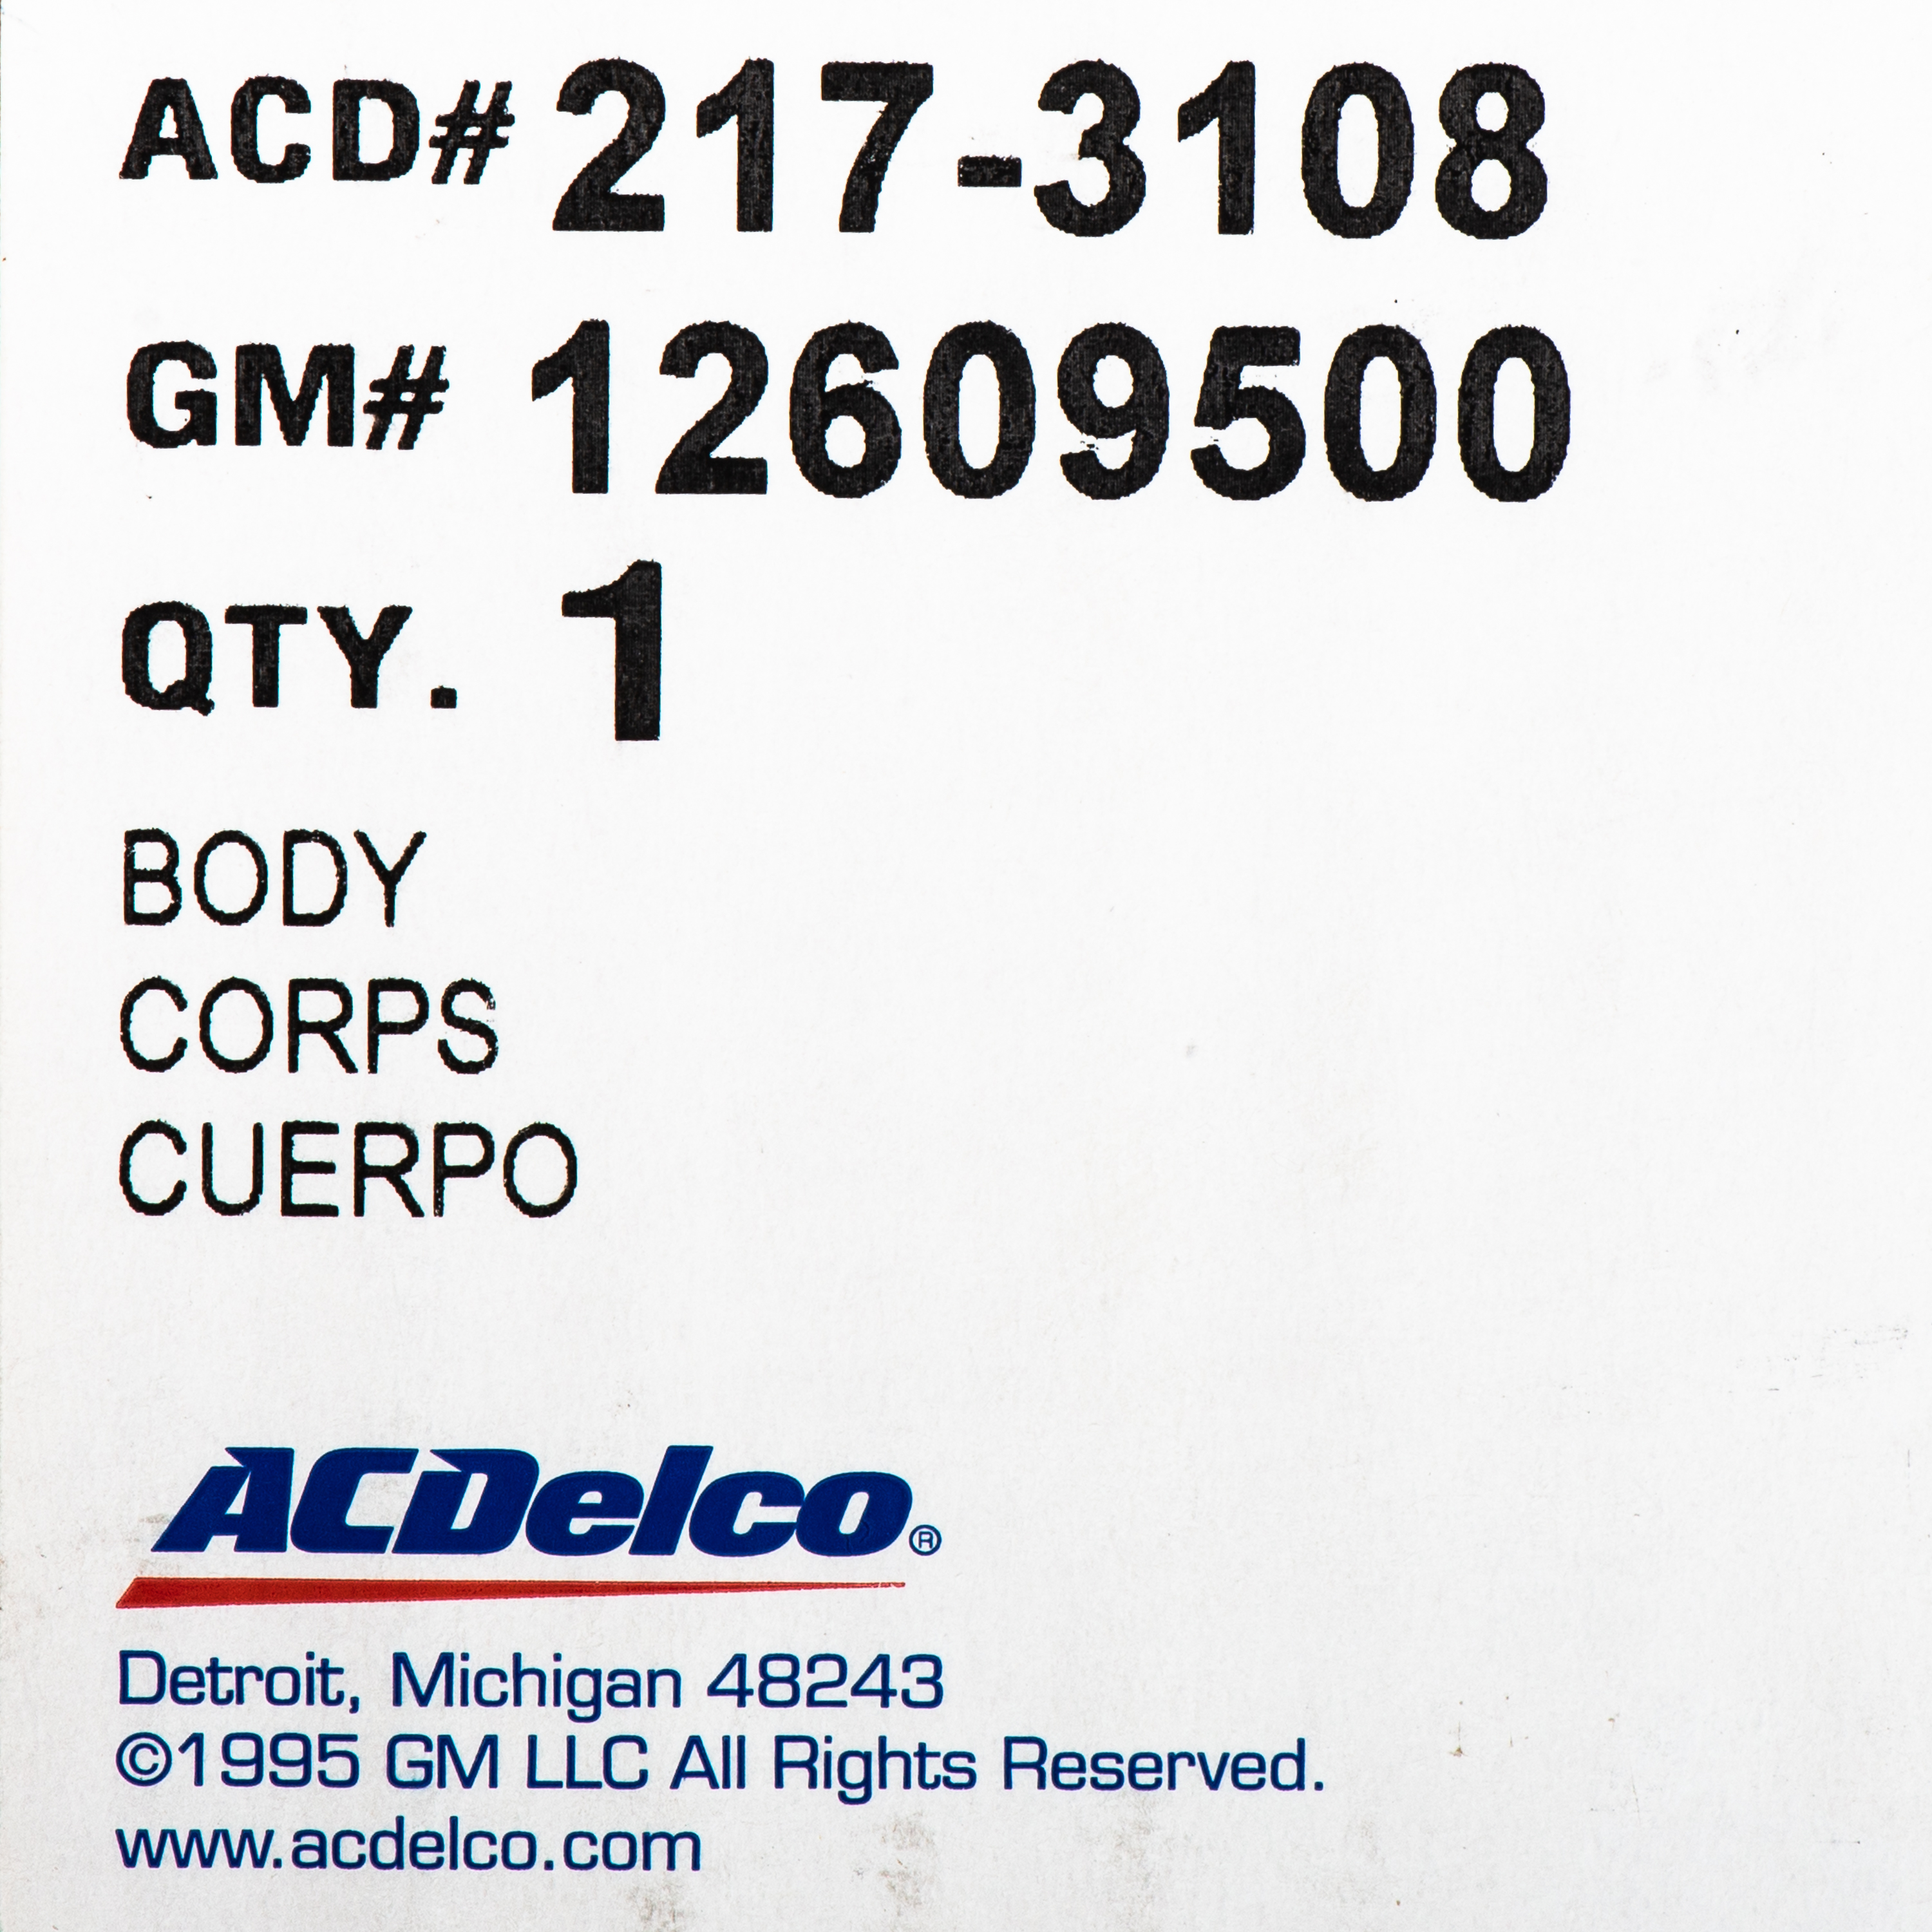 ACD# 217-3108
GM# 12609500
QTY. 1
BODY
CORPS
CUERPO
ACDelco®
Detroit, Michigan 48243
©1995 GM LLC All Rights Reserved.
www.acdelco.com